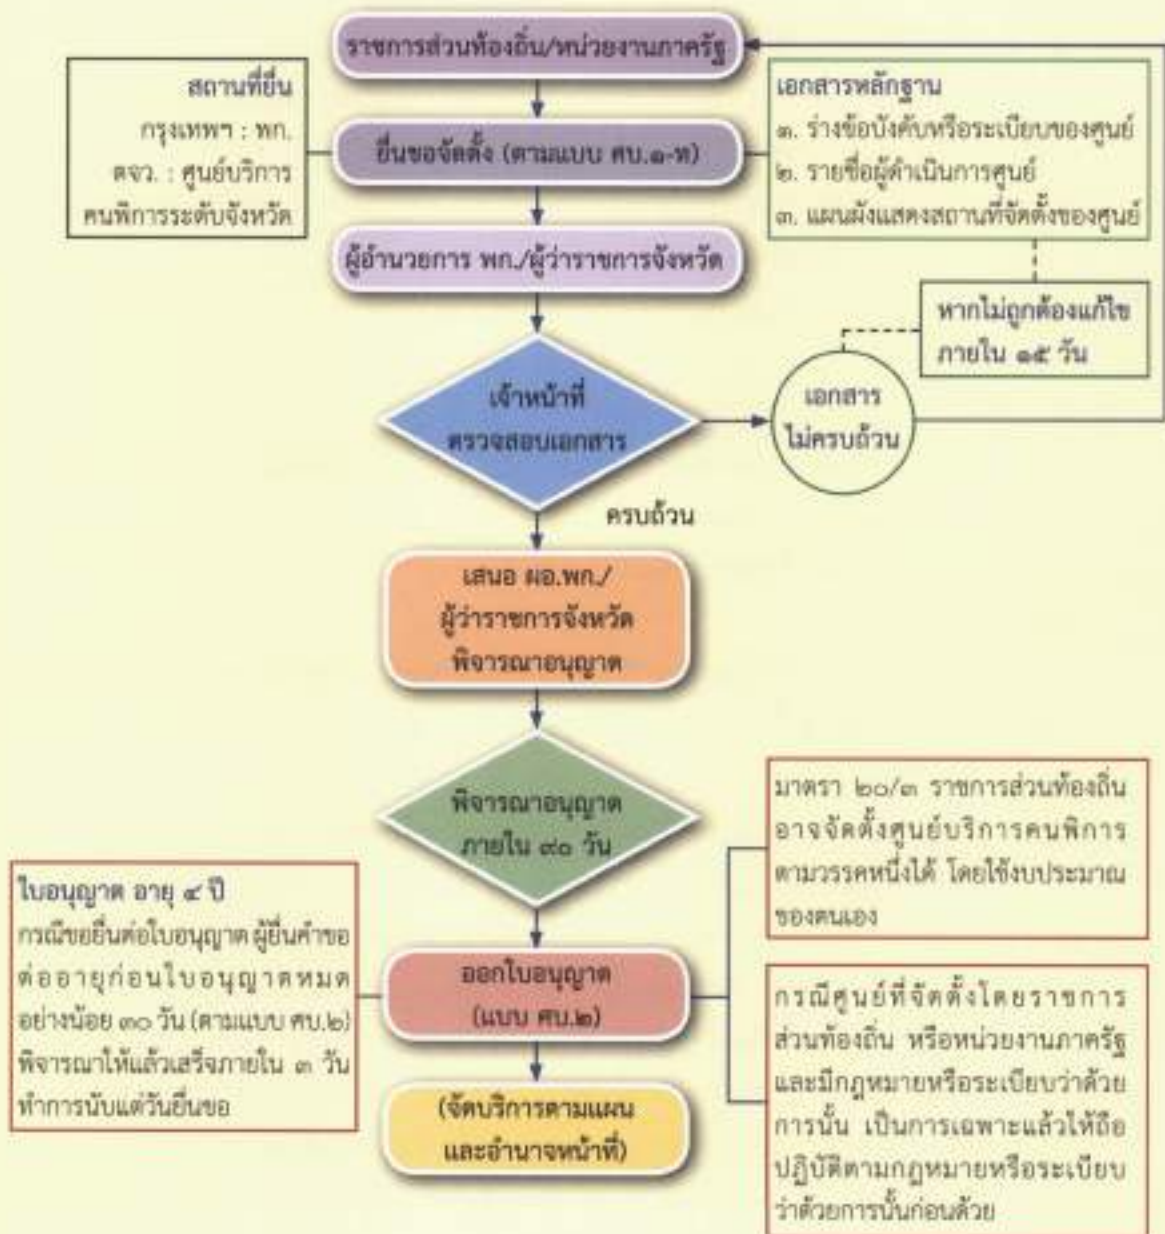 ราชการส่วนท้องถิ่น/หน่วยงานภาครัฐ
สถานที่ยื่น
กรุงเทพฯ : พก.
ตจว. : ศูนย์บริการ
คนพิการระดับจังหวัด
ยื่นขอจัดตั้ง (ตามแบบ ศบ.๑-ท)
เอกสารหลักฐาน
๑. ร่างข้อบังคับหรือระเบียบของศูนย์
๒. รายชื่อผู้ดำเนินการศูนย์
๓. แผนผังแสดงสถานที่จัดตั้งของศูนย์
ผู้อำนวยการ พก./ผู้ว่าราชการจังหวัด
หากไม่ถูกต้องแก้ไข
ภายใน ๑๕ วัน
เจ้าหน้าที่
ตรวจสอบเอกสาร
เอกสาร
ไม่ครบถ้วน
ครบถ้วน
เสนอ ผอ.พก./
ผู้ว่าราชการจังหวัด
พิจารณาอนุญาต
พิจารณาอนุญาต
ภายใน ๙๐ วัน
มาตรา ๒๐/๓ ราชการส่วนท้องถิ่น
อาจจัดตั้งศูนย์บริการคนพิการ
ตามวรรคหนึ่งได้ โดยใช้งบประมาณ
ของตนเอง
ใบอนุญาต อายุ ๔ ปี
กรณีขอยื่นต่อใบอนุญาต ผู้ยื่นคำขอ
ต่ออายุก่อนใบอนุญาตหมด
อย่างน้อย ๓๐ วัน (ตามแบบ ศบ.๒)
พิจารณาให้แล้วเสร็จภายใน ๓ วัน
ทำการนับแต่วันยื่นขอ
ออกใบอนุญาต
(แบบ ศบ.๒)
กรณีศูนย์ที่จัดตั้งโดยราชการ
ส่วนท้องถิ่น หรือหน่วยงานภาครัฐ
และมีกฎหมายหรือระเบียบว่าด้วย
การนั้น เป็นการเฉพาะแล้วให้ถือ
ปฏิบัติตามกฎหมายหรือระเบียบ
ว่าด้วยการนั้นก่อนด้วย
(จัดบริการตามแผน
และอำนาจหน้าที่)